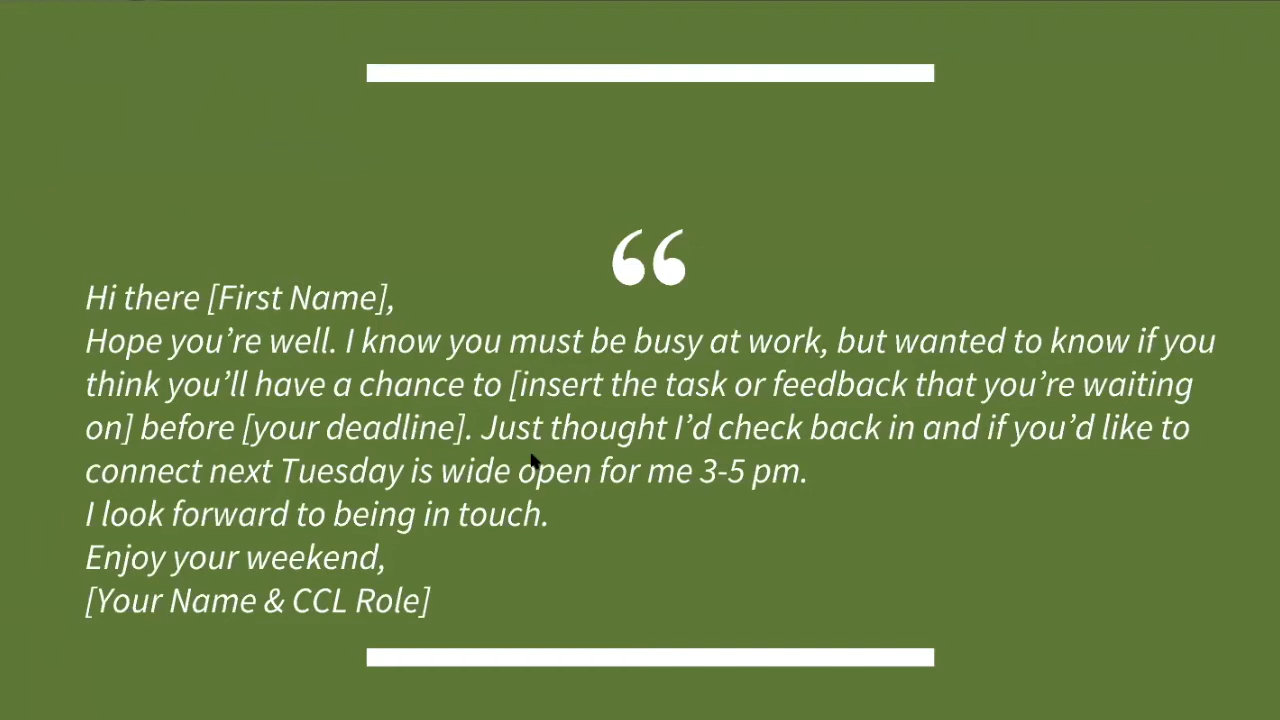 “
Hi there [First Name],
Hope you’re well. I know you must be busy at work, but wanted to know if you
think you’ll have a chance to [insert the task or feedback that you’re waiting
on] before [your deadline]. Just thought I’d check back in and if you’d like to
connect next Tuesday is wide open for me 3-5 pm.
I look forward to being in touch.
Enjoy your weekend,
[Your Name & CCL Role]